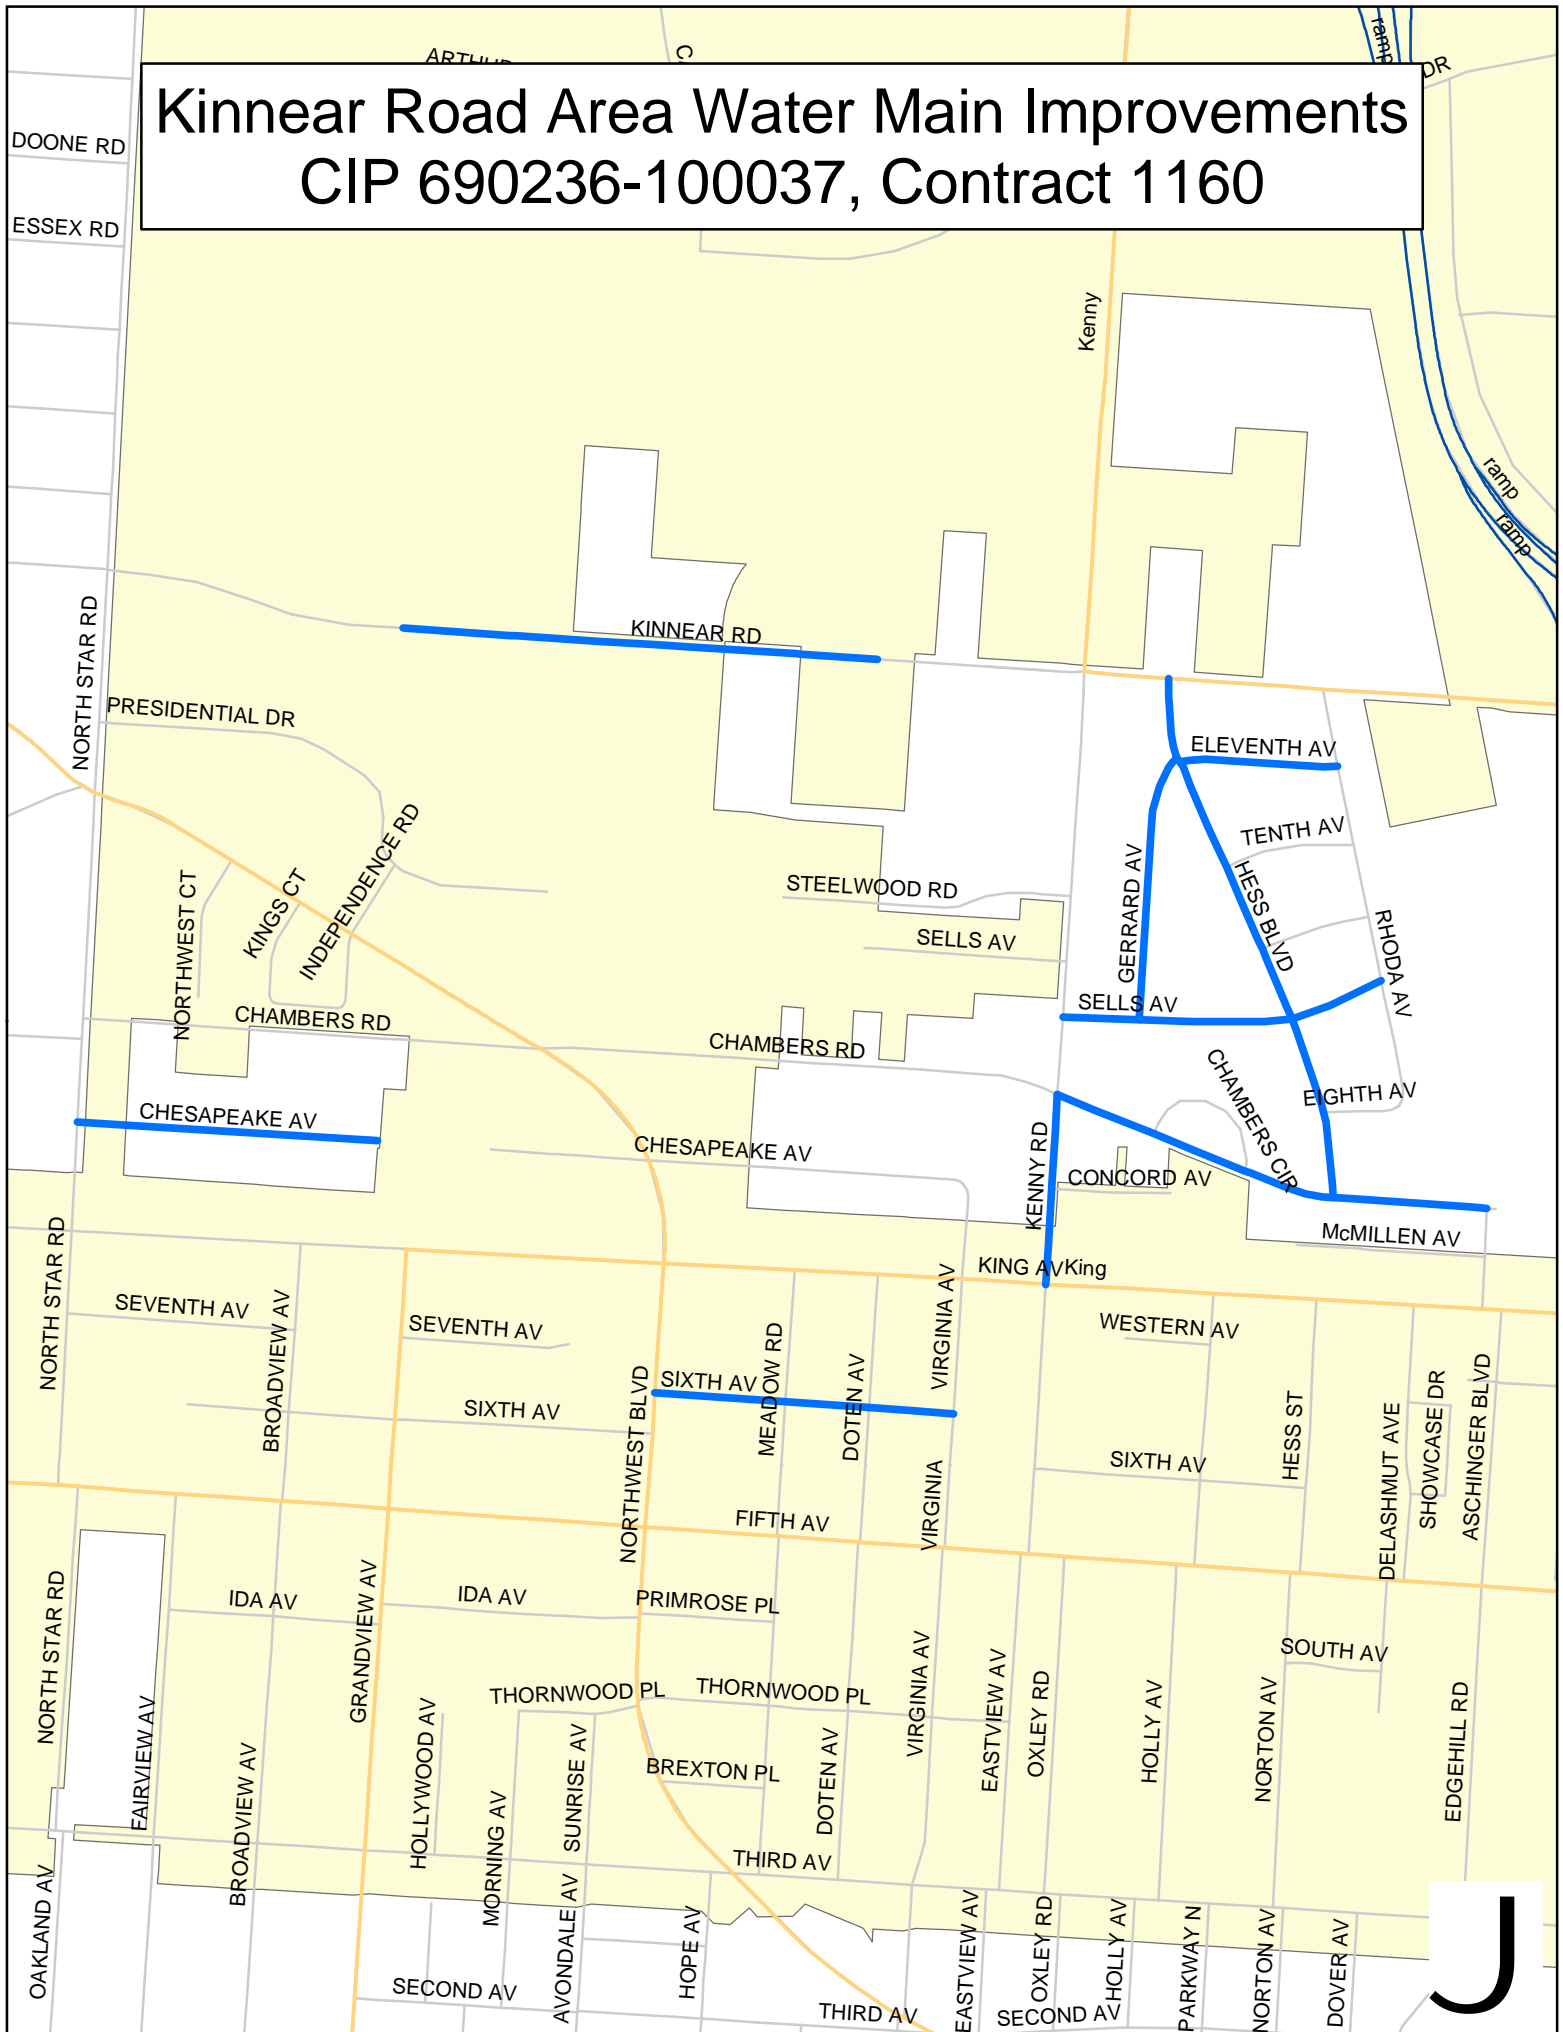 ramp
DR
Kinnear Road Area Water Main Improvements
CIP 690236-100037, Contract 1160
DOONE RD
ESSEX RD
Kenny
ramp
ramp
NORTH STAR RD
KINNEAR RD
PRESIDENTIAL DR
ELEVENTH AV
TENTH AV
INDEPENDENCE RD
KINGS CT
NORTHWEST CT
STEELWOOD RD
GERRARD AV
HESS BLVD
RHODA AV
SELLS AV
SELLS AV
CHAMBERS RD
CHAMBERS RD
CHAMBERS CIR
EIGHTH AV
CHESAPEAKE AV
CHESAPEAKE AV
KENNY RD
CONCORD AV
McMILLEN AV
NORTH STAR RD
KING AV
King
SEVENTH AV
BROADVIEW AV
SEVENTH AV
VIRGINIA AV
WESTERN AV
MEADOW RD
DOTEN AV
SIXTH AV
SIXTH AV
NORTHWEST BLVD
SIXTH AV
HESS ST
DELASHMUT AVE
SHOWCASE DR
ASCHINGER BLVD
VIRGINIA
FIFTH AV
NORTH STAR RD
IDA AV
GRANDVIEW AV
IDA AV
PRIMROSE PL
SOUTH AV
THORNWOOD PL
THORNWOOD PL
VIRGINIA AV
EASTVIEW AV
OXLEY RD
HOLLY AV
NORTON AV
EDGEHILL RD
FAIRVIEW AV
BROADVIEW AV
HOLLYWOOD AV
MORNING AV
SUNRISE AV
BREXTON PL
DOTEN AV
THIRD AV
OAKLAND AV
AVONDALE AV
HOPE AV
EASTVIEW AV
OXLEY RD
HOLLY AV
PARKWAY N
NORTON AV
DOVER AV
SECOND AV
THIRD AV
SECOND AV
J